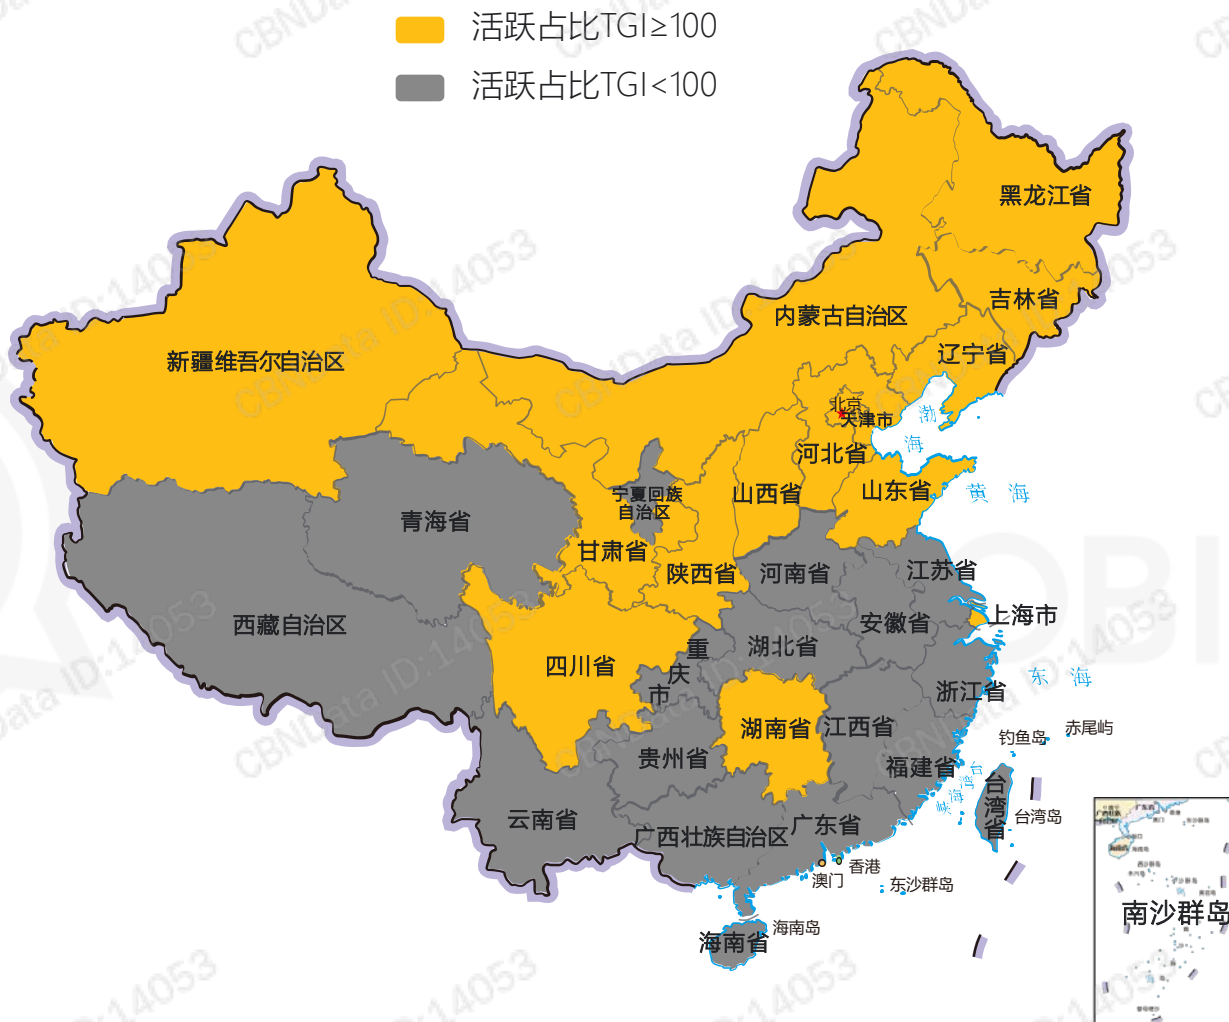 活跃占比TGI≥100
活跃占比TGI<100
黑龙江省
吉林省
内蒙古自治区
辽宁省
新疆维吾尔自治区
北京
天津市
渤
海
河北省
山东省
黄 海
山西省
宁夏回族
自治区
青海省
甘肃省
陕西省
河南省
江苏省
上海市
安徽省
西藏自治区
湖北省
重
庆
市
四川省
东 海
浙江省
湖南省
江西省
钓鱼岛
赤尾屿
贵州省
福建省
台
湾
海
峡
台
湾
省
台湾岛
云南省
广西壮族自治区
广东省
香港
澳门
东沙群岛
海南岛
海南省
南沙群岛
CBNData ID:14053